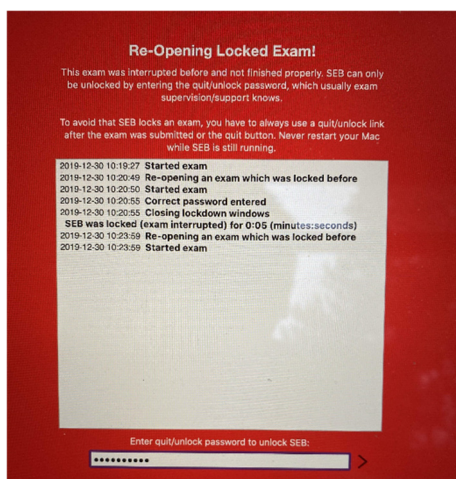 Re-Opening Locked Exam!
This exam was interrupted before and not finished properly. SEB can only
be unlocked by entering the quit/unlock password, which usually exam
supervision/support knows.
To avoid that SEB locks an exam, you have to always use a quit/unlock link
after the exam was submitted or the quit button. Never restart your Mac
while SEB is still running.
2019-12-30 10:19:27 Started exam
2019-12-30 10:20:49 Re-opening an exam which was locked before
2019-12-30 10:20:50 Started exam
2019-12-30 10:20:55 Correct password entered
2019-12-30 10:20:55 Closing lockdown windows
SEB was locked (exam interrupted) for 0:05 (minutes:seconds)
2019-12-30 10:23:59 Re-opening an exam which was locked before
2019-12-30 10:23:59 Started exam
Enter quit/unlock password to unlock SEB:
••••••••••